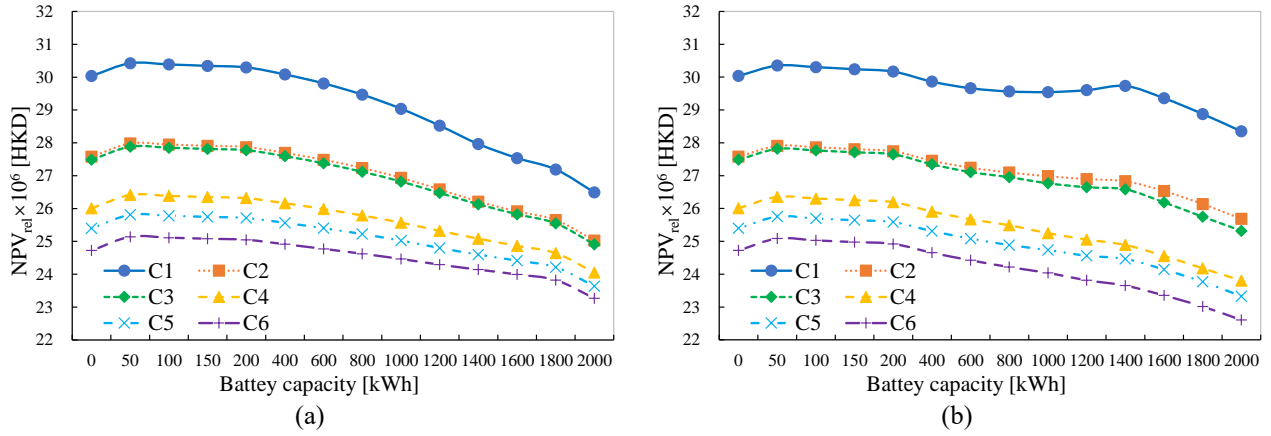 32
31
30
29
28
27
26
25
24
23
22
NPVrel×10⁶ [HKD]
C1 C2
C3 C4
C5 C6
0 50 100 150 200 400 600 800 1000 1200 1400 1600 1800 2000
Battey capacity [kWh]
(a)
32
31
30
29
28
27
26
25
24
23
22
NPVrel×10⁶ [HKD]
C1 C2
C3 C4
C5 C6
0 50 100 150 200 400 600 800 1000 1200 1400 1600 1800 2000
Battey capacity [kWh]
(b)